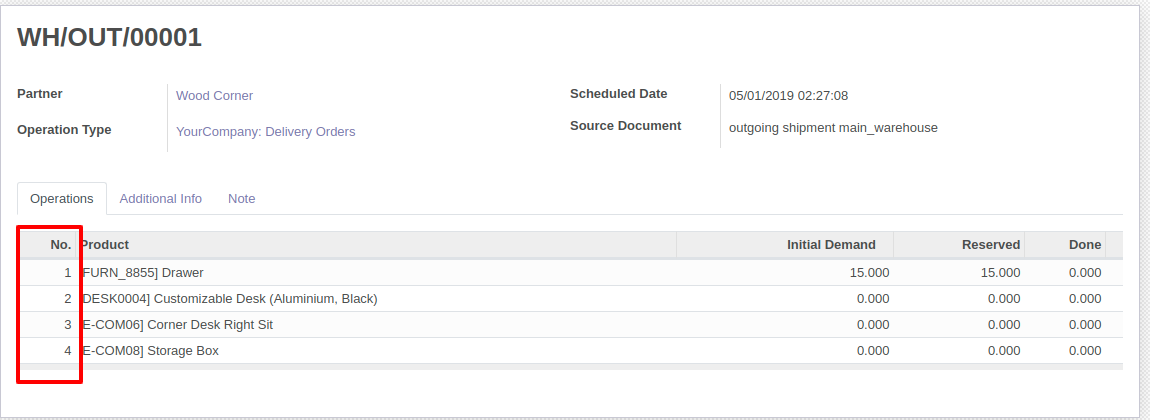 WH/OUT/00001
Partner Wood Corner Scheduled Date 05/01/2019 02:27:08
Operation Type YourCompany: Delivery Orders Source Document outgoing shipment main_warehouse
Operations Additional Info Note
No. Product Initial Demand Reserved Done
1 FURN_8855] Drawer 15.000 15.000 0.000
2 DESK0004] Customizable Desk (Aluminium, Black) 0.000 0.000 0.000
3 E-COM06] Corner Desk Right Sit 0.000 0.000 0.000
4 E-COM08] Storage Box 0.000 0.000 0.000